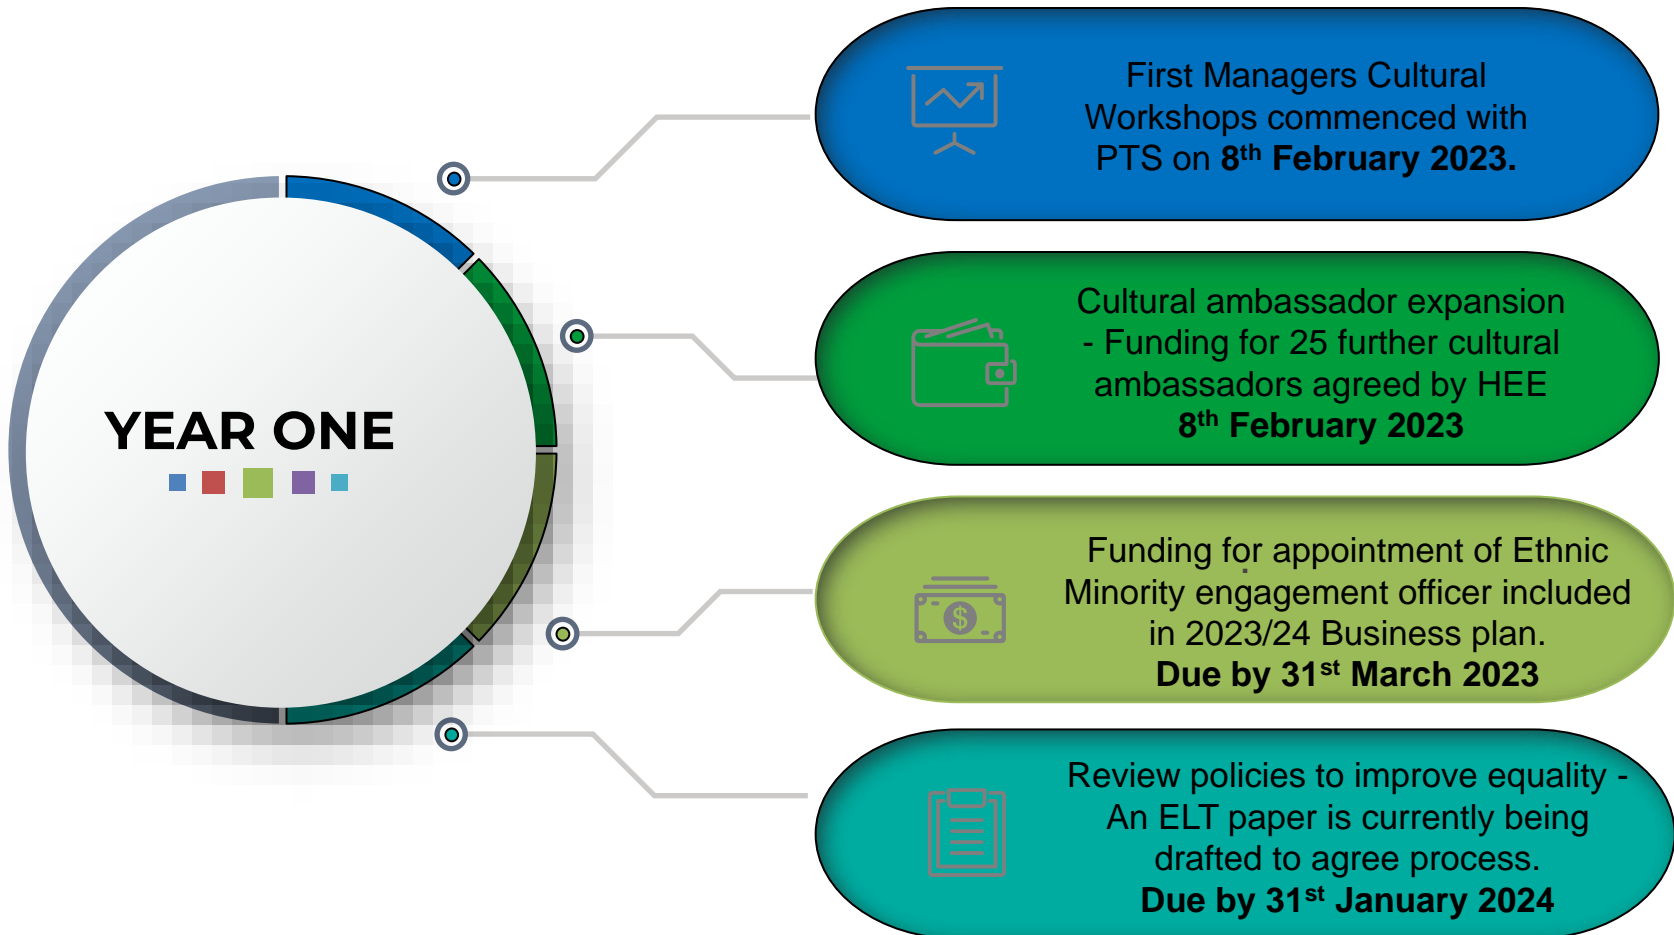 YEAR ONE
First Managers Cultural
Workshops commenced with
PTS on 8th February 2023.
Cultural ambassador expansion
- Funding for 25 further cultural
ambassadors agreed by HEE
8th February 2023
Funding for appointment of Ethnic
Minority engagement officer included
in 2023/24 Business plan.
Due by 31st March 2023
Review policies to improve equality -
An ELT paper is currently being
drafted to agree process.
Due by 31st January 2024